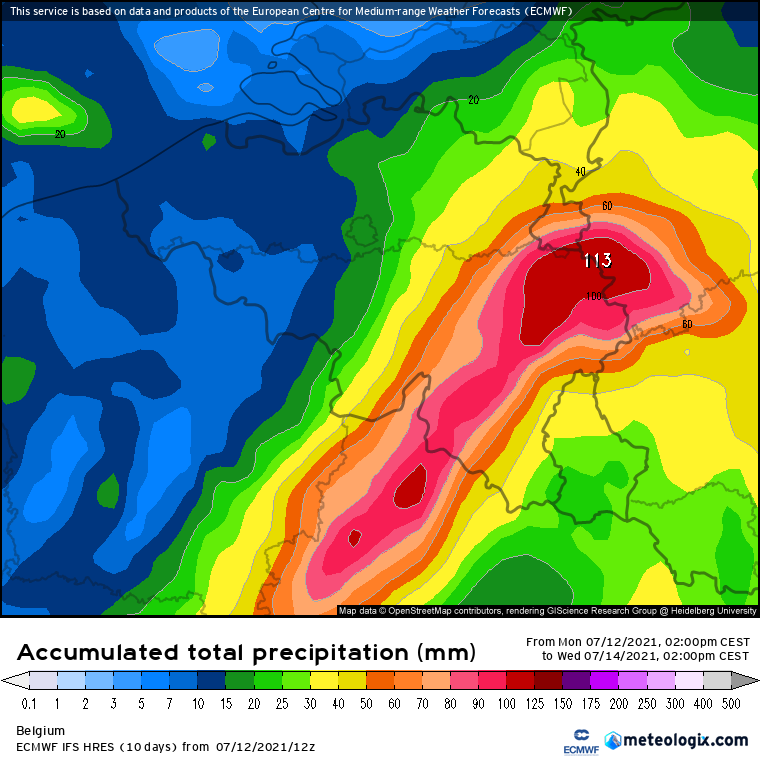 This service is based on data and products of the European Centre for Medium-range Weather Forecasts (ECMWF)
20
20
40
60
113
100
60
Map data © OpenStreetMap contributors, rendering GIScience Research Group @ Heidelberg University
Accumulated total precipitation (mm)
From Mon 07/12/2021, 02:00pm CEST
to Wed 07/14/2021, 02:00pm CEST
0.1 1 2 3 5 7 10 15 20 25 30 40 50 60 70 80 90 100 125 150 175 200 250 300 400 500
Belgium
ECMWF IFS HRES (10 days) from 07/12/2021/12z
ECMWF
meteologix.com